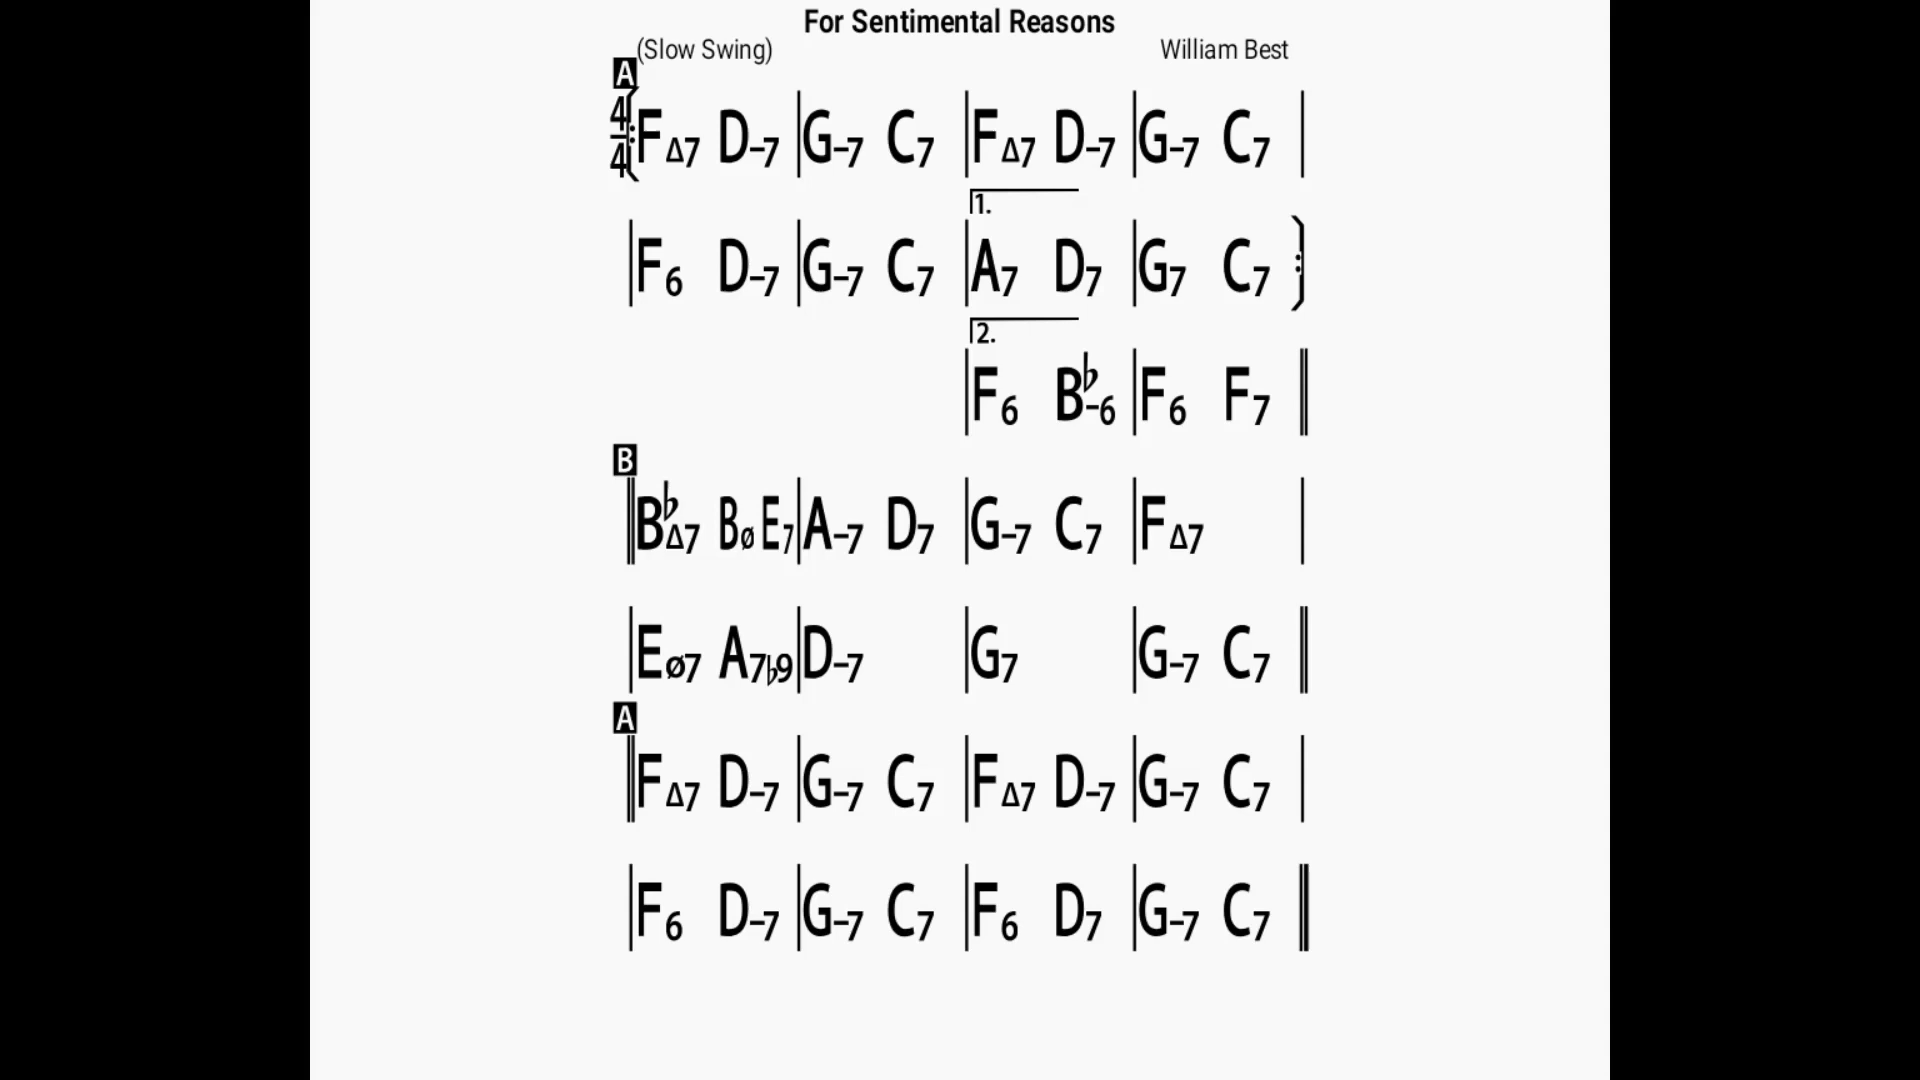 For Sentimental Reasons
(Slow Swing) William Best
A
4/4 FΔ7 D-7 G-7 C7 FΔ7 D-7 G-7 C7
1.
F6 D-7 G-7 C7 A7 D7 G7 C7
2.
F6 B♭-6 F6 F7
B
B♭Δ7 Bø E7 A-7 D7 G-7 C7 FΔ7
Eø7 A7♭9 D-7 G7 G-7 C7
A
FΔ7 D-7 G-7 C7 FΔ7 D-7 G-7 C7
F6 D-7 G-7 C7 F6 D7 G-7 C7